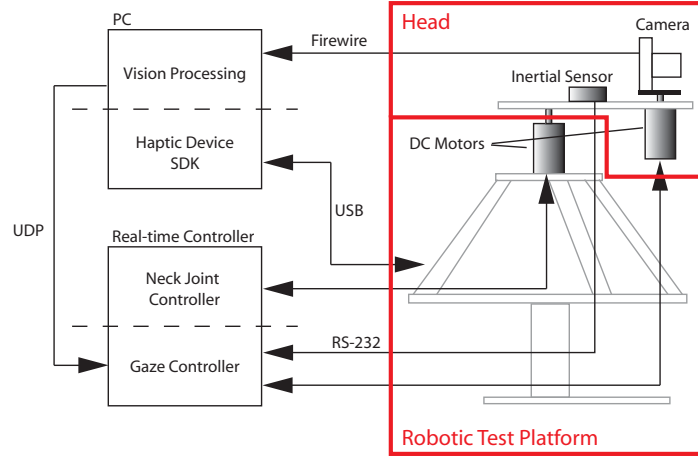 PC
Head
Camera
Firewire
Vision Processing
Inertial Sensor
Haptic Device
SDK
DC Motors
USB
UDP
Real-time Controller
Neck Joint
Controller
RS-232
Gaze Controller
Robotic Test Platform